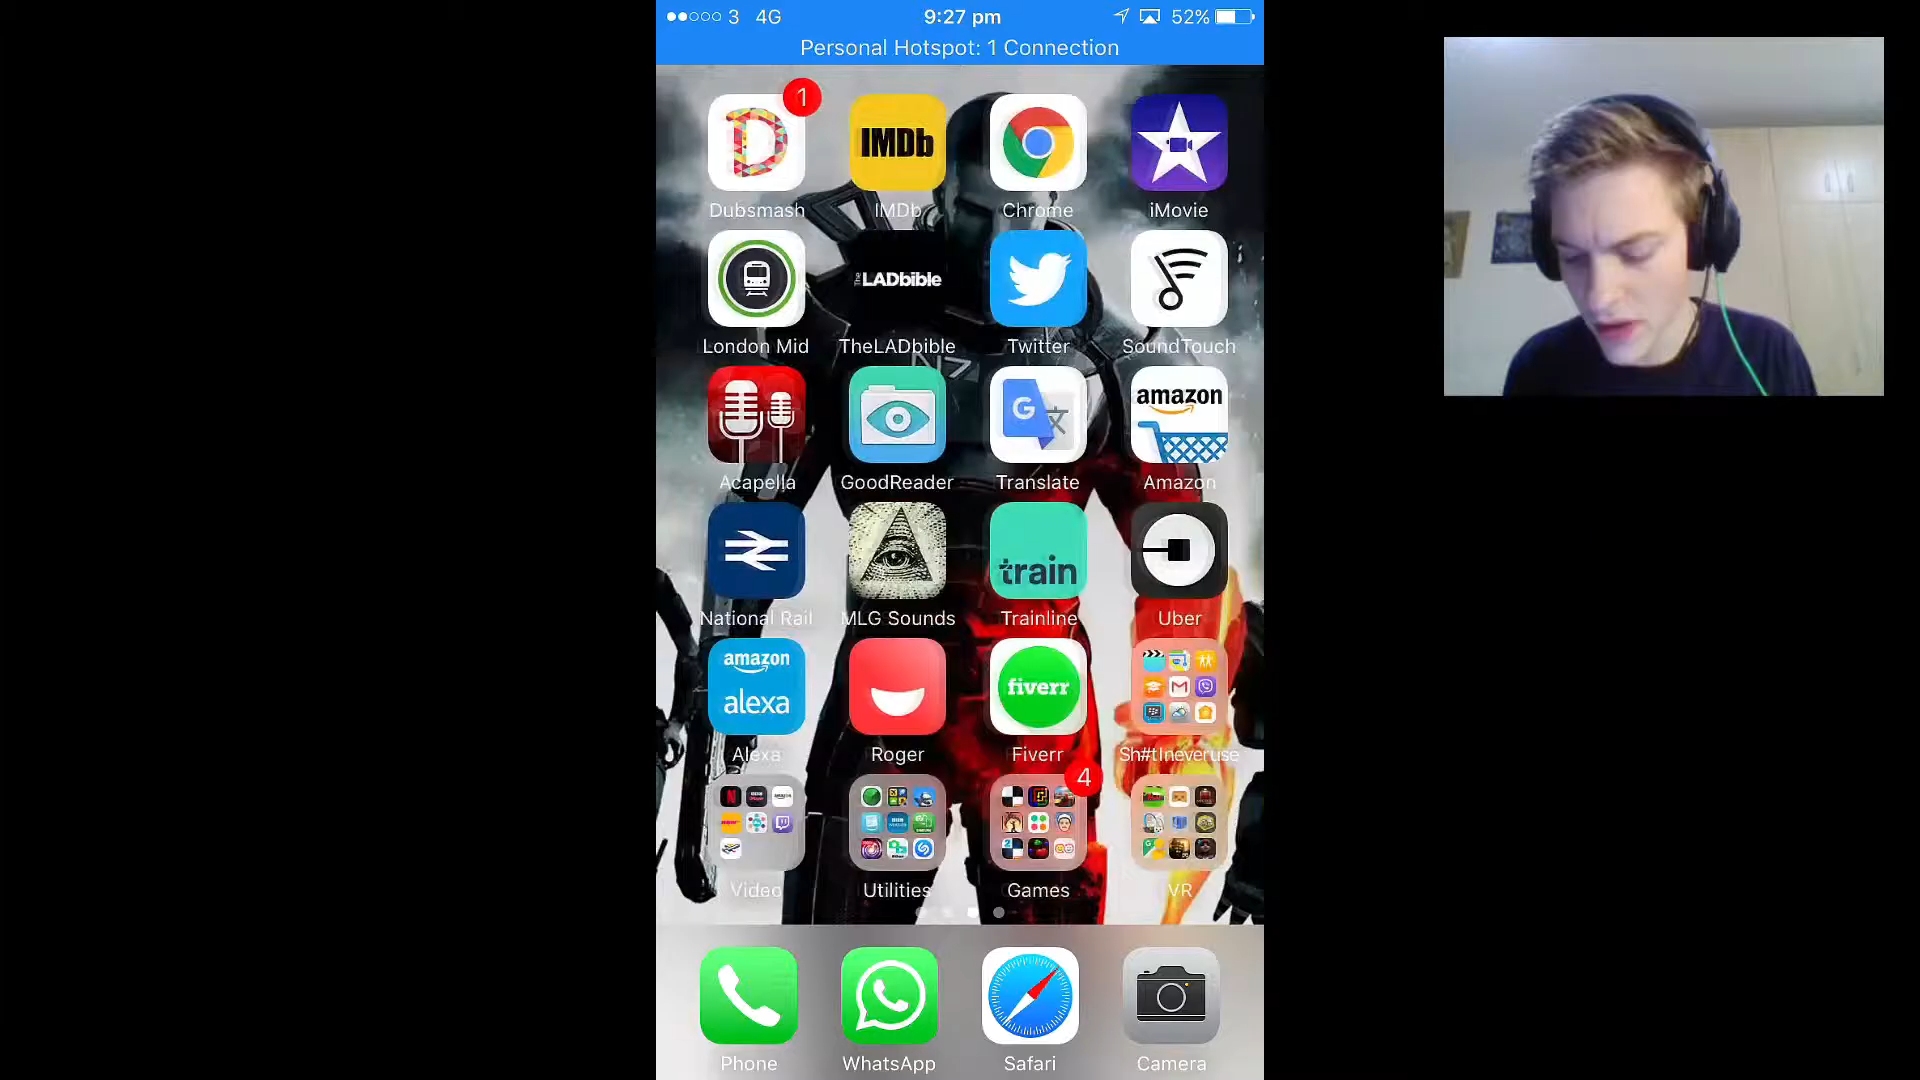 3 4G 9:27 pm 52%
Personal Hotspot: 1 Connection
1
IMDb
Dubsmash IMDb Chrome iMovie
The LADbible
London Mid TheLADbible Twitter SoundTouch
N7
G amazon
Acapella GoodReader Translate Amazon
train
National Rail MLG Sounds Trainline Uber
amazon
alexa fiverr
Alexa Roger Fiverr Sh#tIneveruse
4
Video Utilities Games VR
Phone WhatsApp Safari Camera